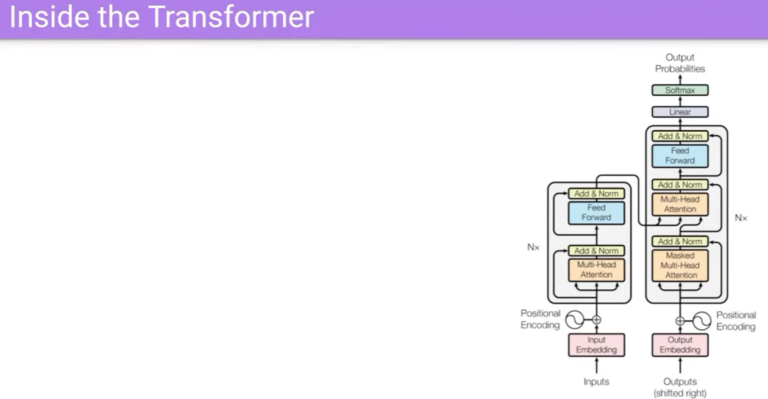 Inside the Transformer
Output
Probabilities
Softmax
Linear
Add & Norm
Feed
Forward
Add & Norm
Multi-Head
Attention
Add & Norm
Masked
Multi-Head
Attention
Nx
Add & Norm
Feed
Forward
Add & Norm
Multi-Head
Attention
Nx
Positional
Encoding
Positional
Encoding
Input
Embedding
Output
Embedding
Inputs
Outputs
(shifted right)